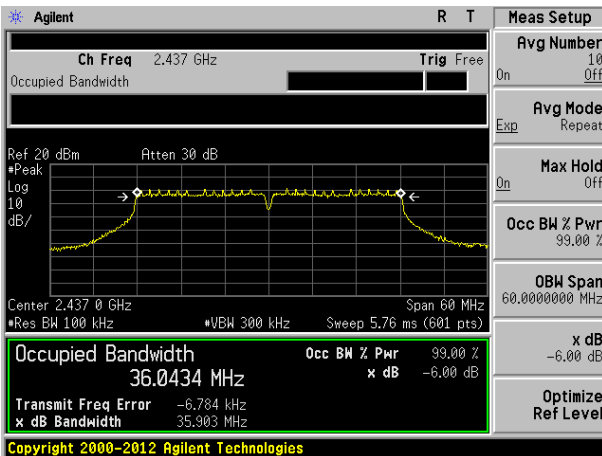 Agilent R T
Ch Freq 2.437 GHz Trig Free
Occupied Bandwidth
Ref 20 dBm Atten 30 dB
#Peak
Log
10
dB/
Center 2.437 0 GHz Span 60 MHz
#Res BW 100 kHz #VBW 300 kHz Sweep 5.76 ms (601 pts)
Occupied Bandwidth Occ BW % Pwr 99.00 %
36.0434 MHz x dB -6.00 dB
Transmit Freq Error -6.784 kHz
x dB Bandwidth 35.903 MHz
Copyright 2000-2012 Agilent Technologies
Meas Setup
Avg Number
10
On Off
Avg Mode
Exp Repeat
Max Hold
On Off
Occ BW % Pwr
99.00 %
OBW Span
60.0000000 MHz
x dB
-6.00 dB
Optimize
Ref Level